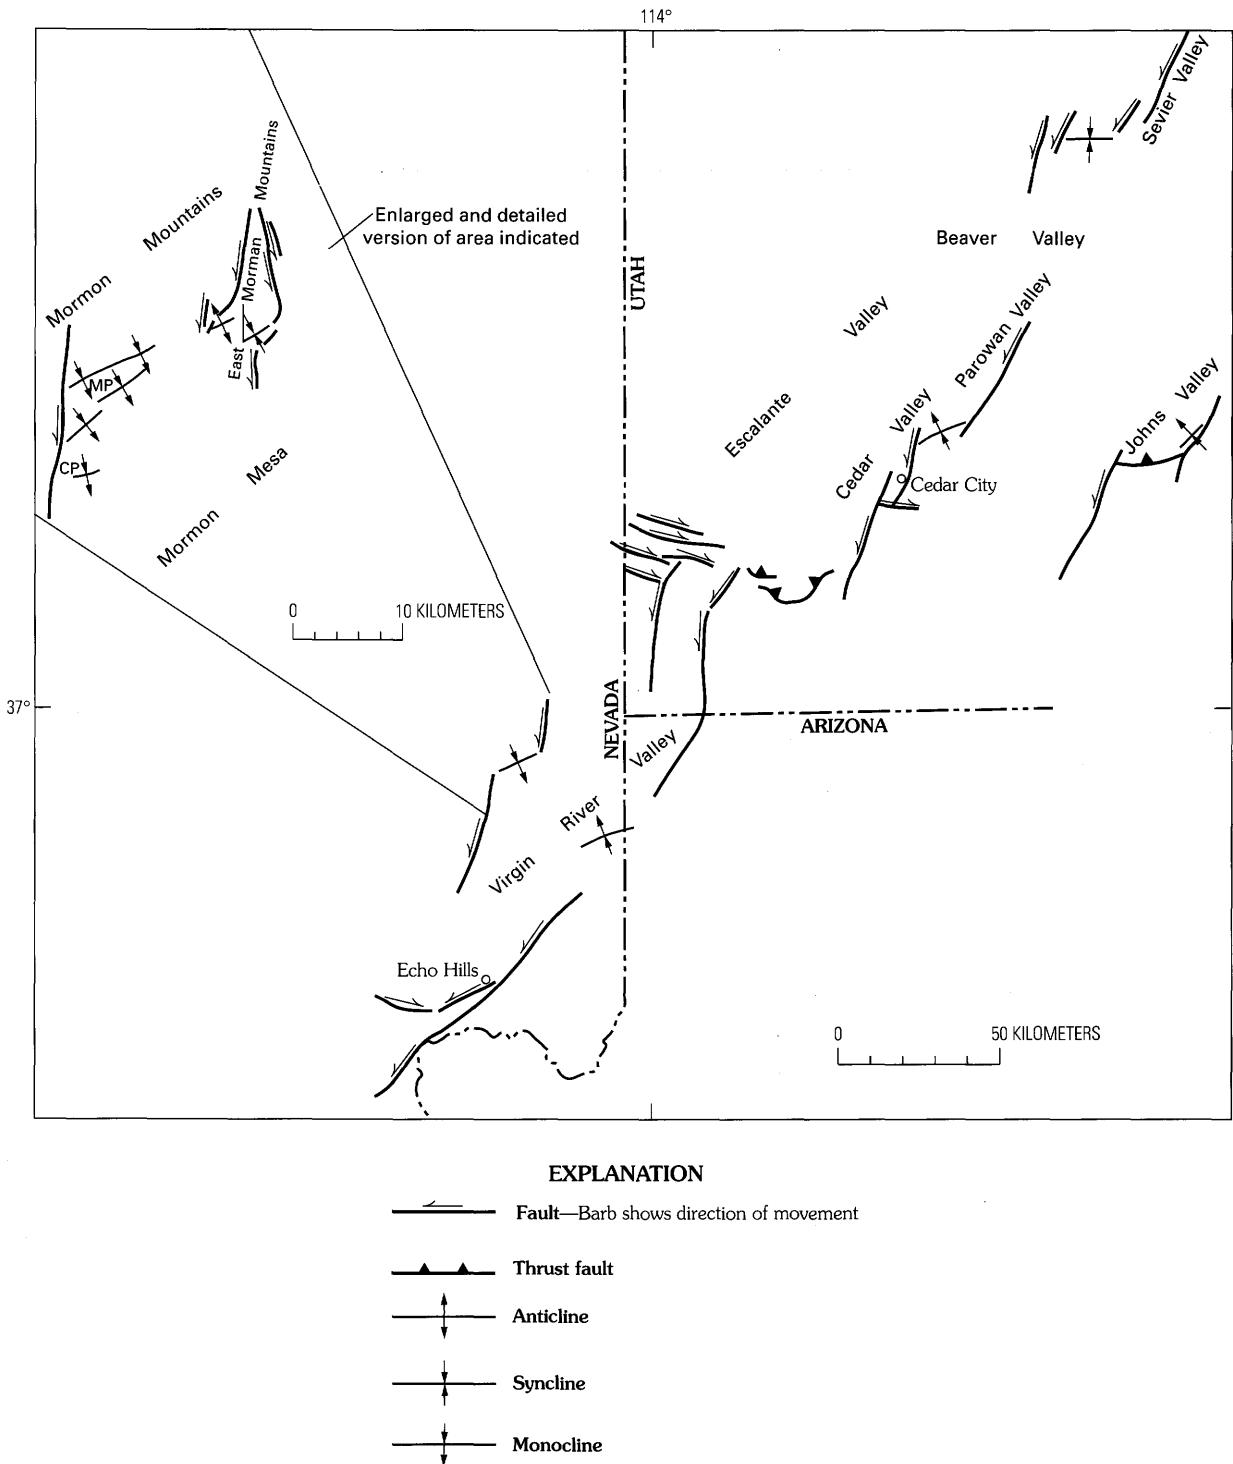 114°
Sevier Valley
Mountains
Mountains
Enlarged and detailed
version of area indicated
Morman
Beaver Valley
UTAH
Mormon
Valley
Parowan Valley
East
MP
Escalante
Valley
Johns Valley
CP
Mesa
Cedar
Cedar City
Mormon
0 10 KILOMETERS
37°
NEVADA
ARIZONA
Valley
River
Virgin
Echo Hills
0 50 KILOMETERS
EXPLANATION
Fault—Barb shows direction of movement
Thrust fault
Anticline
Syncline
Monocline